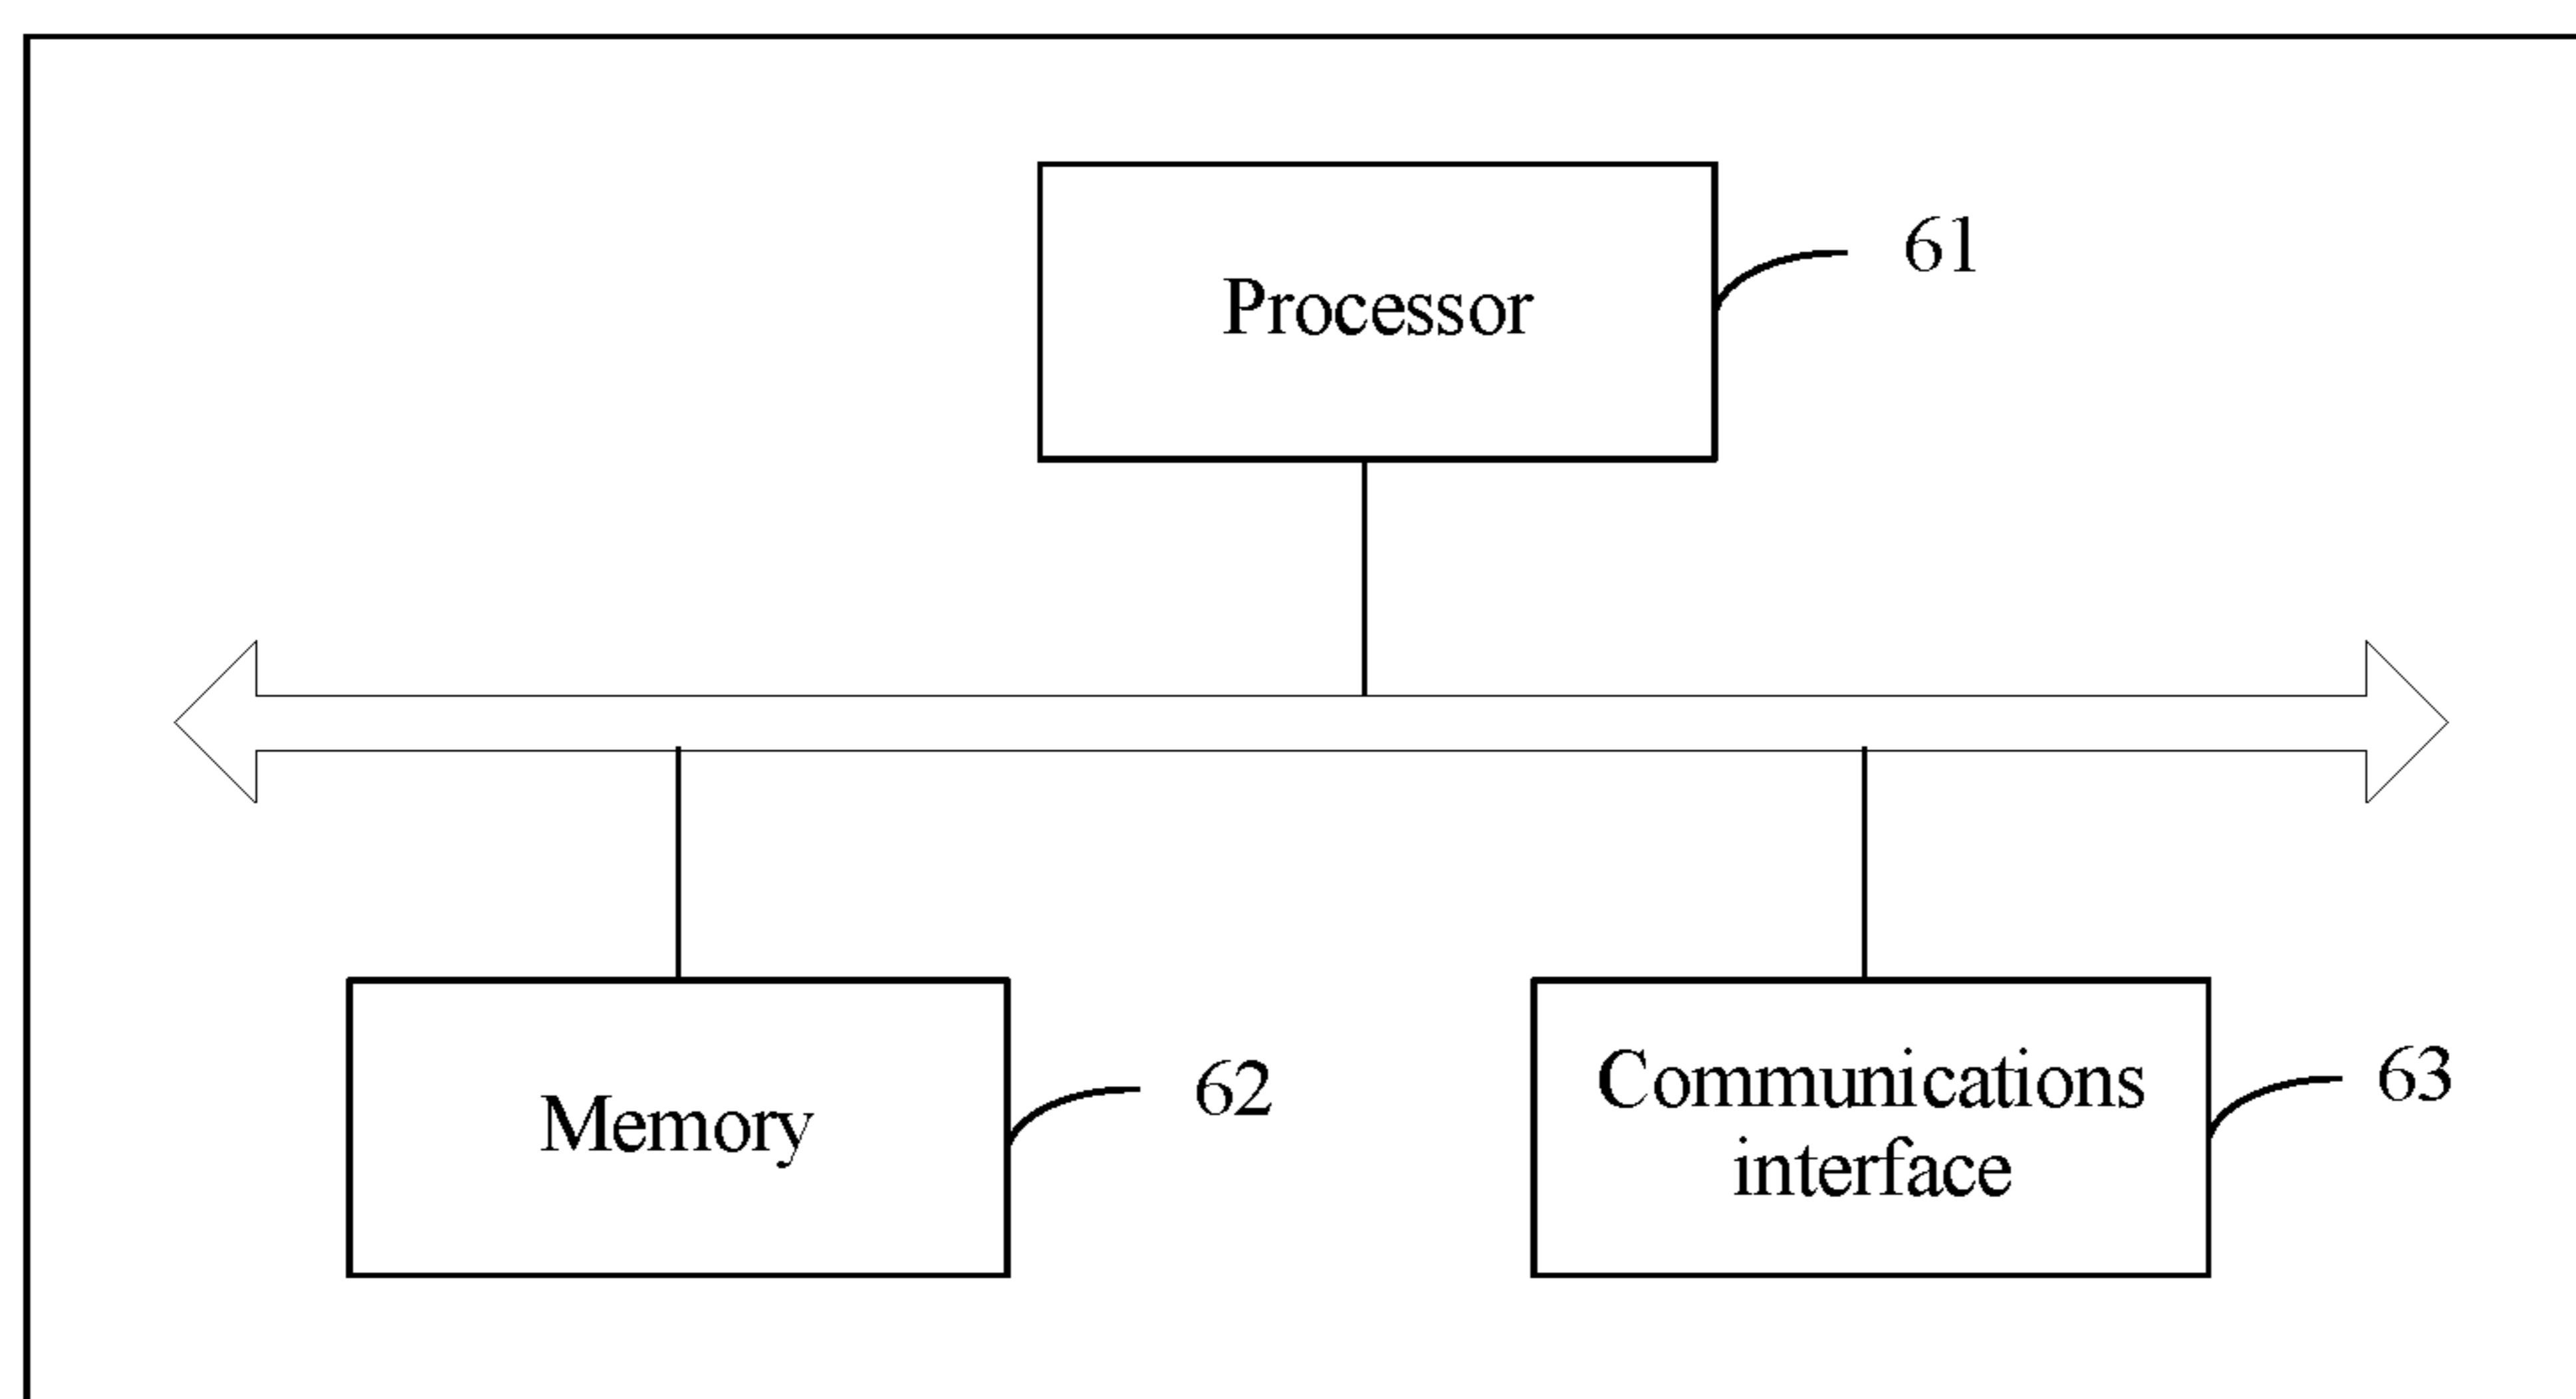 Processor
61
Memory
62
Communications
interface
63